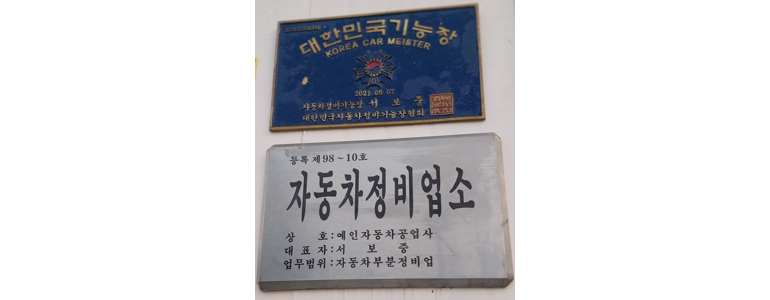 대한민국기능장
KOREA CAR MEISTER
2021.05.07
자동차정비기능장 서 보 중
대한민국자동차정비기능장협회
등록 제98-10호
자동차정비업소
상 호:예인자동차공업사
대 표 자:서 보 중
업무범위:자동차부분정비업